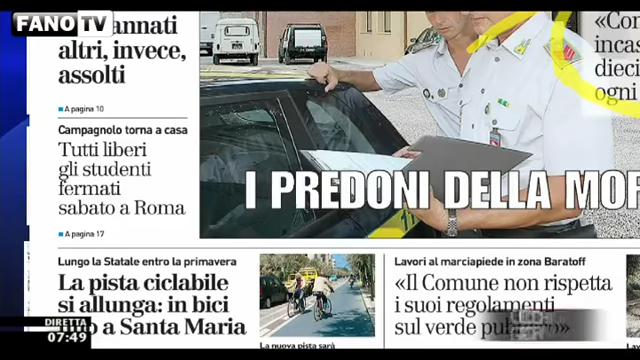 FANO TV
annati
altri, invece,
assolti
A pagina 10
Campagnolo torna a casa
Tutti liberi
gli studenti
fermati
sabato a Roma
A pagina 17
«Con
incas
dieci
ogni
I PREDONI DELLA MOR
Lungo la Statale entro la primavera
La pista ciclabile
si allunga: in bici
a Santa Maria
La nuova pista sarà
Lavori al marciapiede in zona Baratoff
«Il Comune non rispetta
i suoi regolamenti
sul verde
DIRETTA
07:49